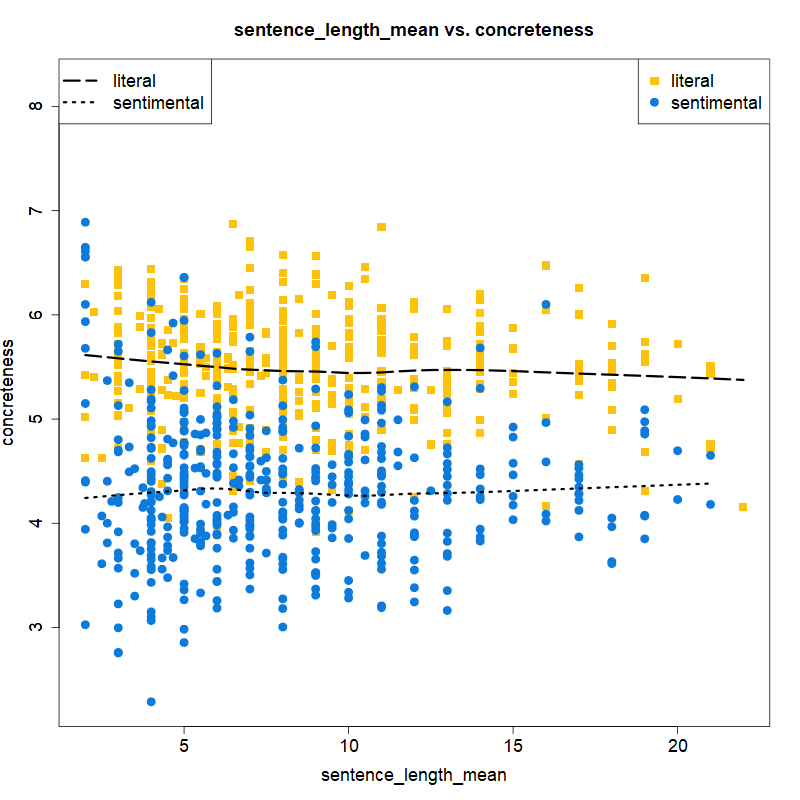 sentence_length_mean vs. concreteness
literal
sentimental
literal
sentimental
concreteness
8
7
6
5
4
3
5
10
15
20
sentence_length_mean